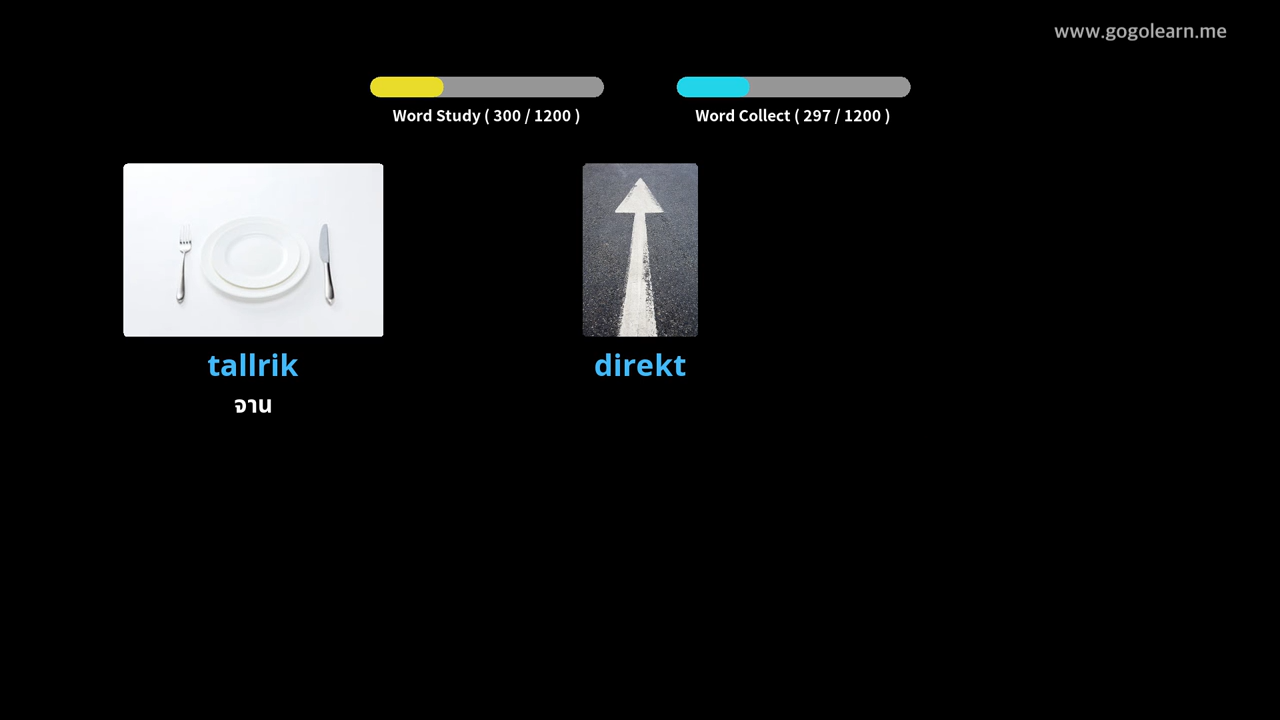 www.gogolearn.me
Word Study ( 300 / 1200 )
Word Collect ( 297 / 1200 )
tallrik
direkt
จาน